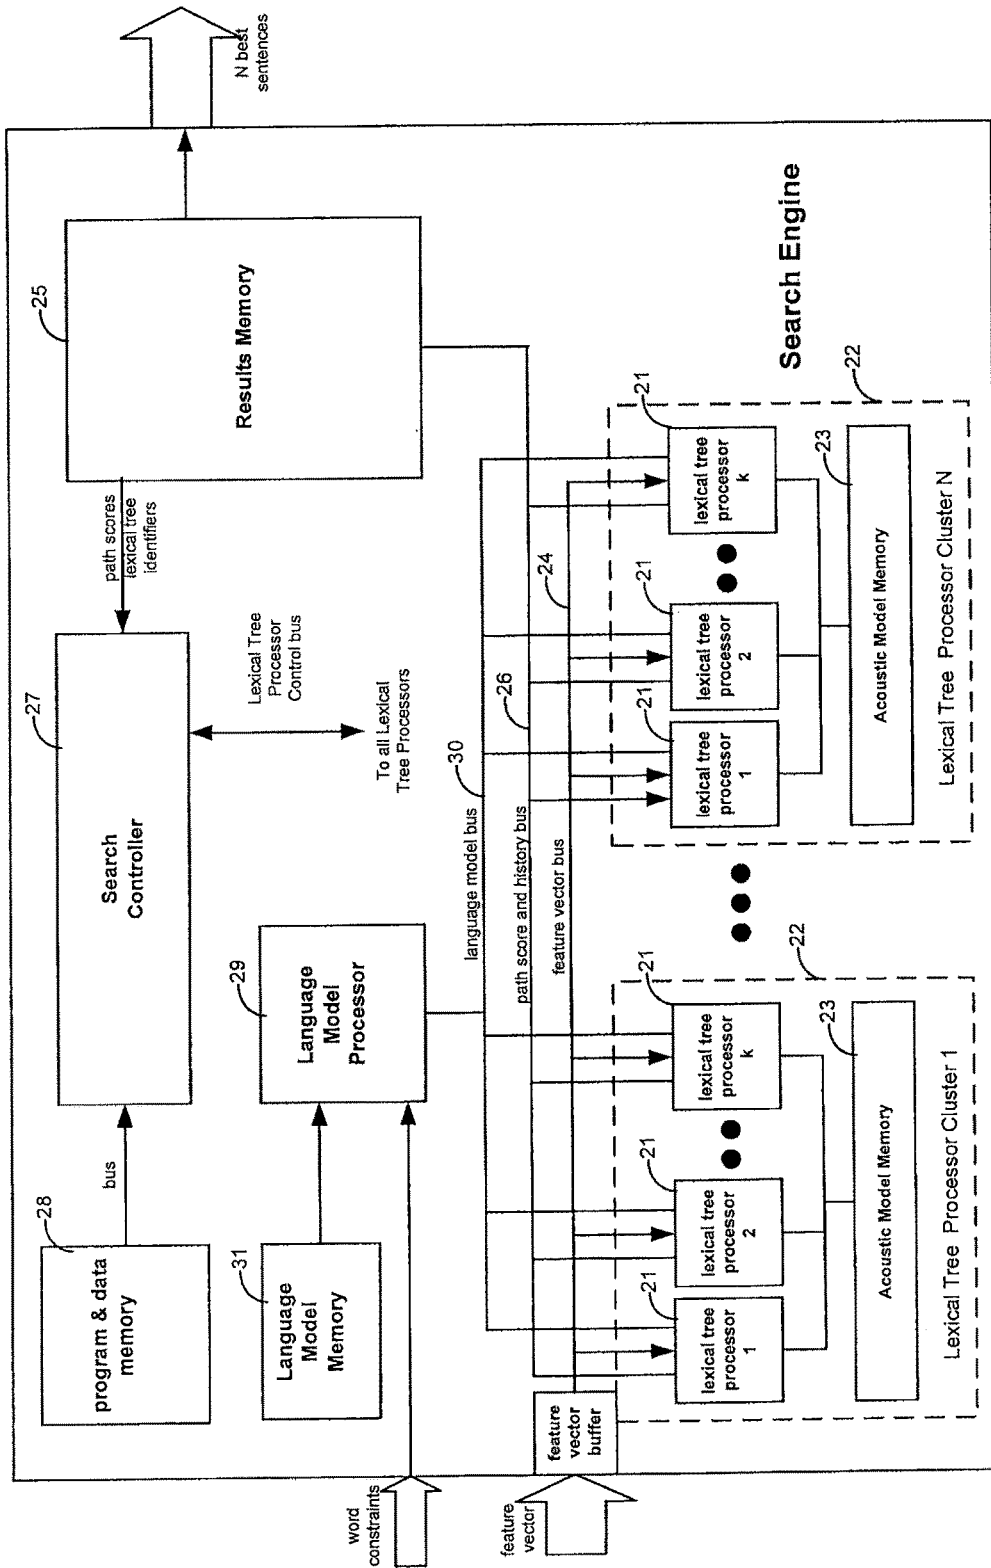 28
program & data
memory
bus
27
Search
Controller
path scores
lexical tree
identifiers
25
Results Memory
N best
sentences
31
Language
Model
Memory
29
Language
Model
Processor
Lexical Tree
Processor
Control bus
To all Lexical
Tree Processors
word
constraints
language model bus
30
path score and history bus
26
feature vector bus
24
feature
vector
feature
vector
buffer
21
lexical tree
processor
1
21
lexical tree
processor
2
21
lexical tree
processor
k
22
23
Acoustic Model Memory
Lexical Tree Processor Cluster 1
21
lexical tree
processor
1
21
lexical tree
processor
2
21
lexical tree
processor
k
22
23
Acoustic Model Memory
Lexical Tree Processor Cluster N
Search Engine